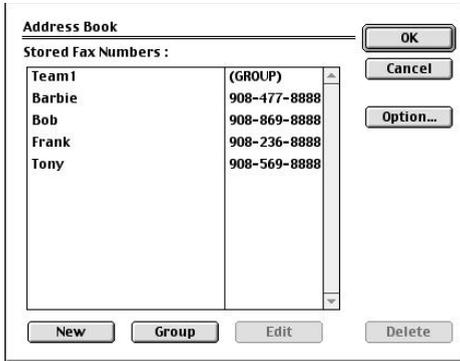 Address Book
OK
Stored Fax Numbers :
Cancel
Team1 (GROUP)
Barbie 908-477-8888
Bob 908-869-8888
Option...
Frank 908-236-8888
Tony 908-569-8888
New Group Edit Delete